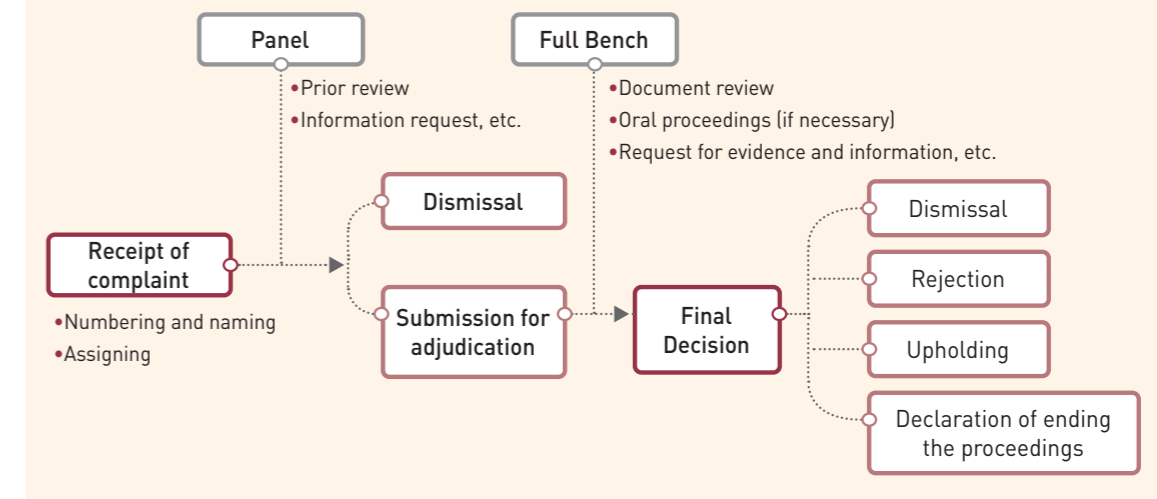 Panel
•Prior review
•Information request, etc.
Full Bench
•Document review
•Oral proceedings (if necessary)
•Request for evidence and information, etc.
Receipt of
complaint
•Numbering and naming
•Assigning
Dismissal
Submission for
adjudication
Final
Decision
Dismissal
Rejection
Upholding
Declaration of ending
the proceedings